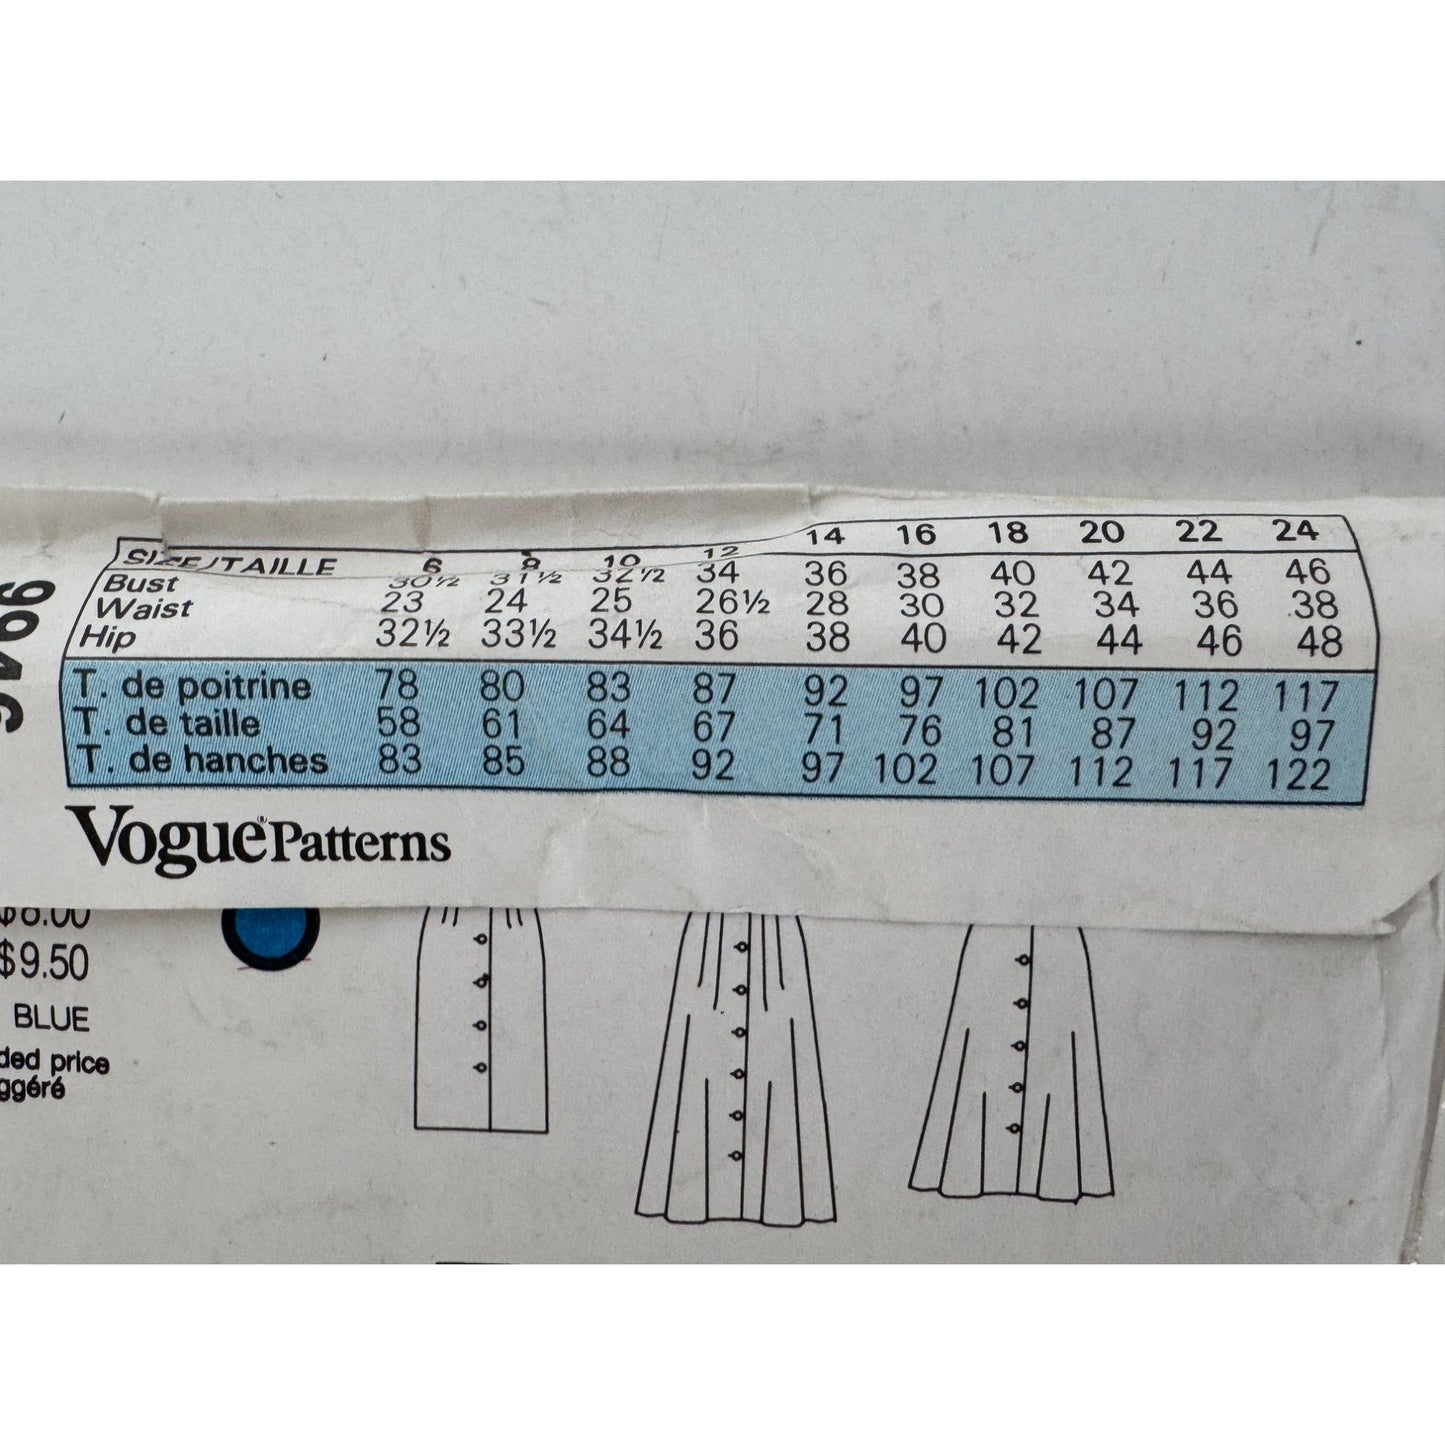 SIZE/TAILLE 6 8 10 12 14 16 18 20 22 24
Bust 30½ 31½ 32½ 34 36 38 40 42 44 46
Waist 23 24 25 26½ 28 30 32 34 36 38
Hip 32½ 33½ 34½ 36 38 40 42 44 46 48
T. de poitrine 78 80 83 87 92 97 102 107 112 117
T. de taille 58 61 64 67 71 76 81 87 92 97
T. de hanches 83 85 88 92 97 102 107 112 117 122
Vogue® Patterns
$9.50
BLUE
ded price
ggéré